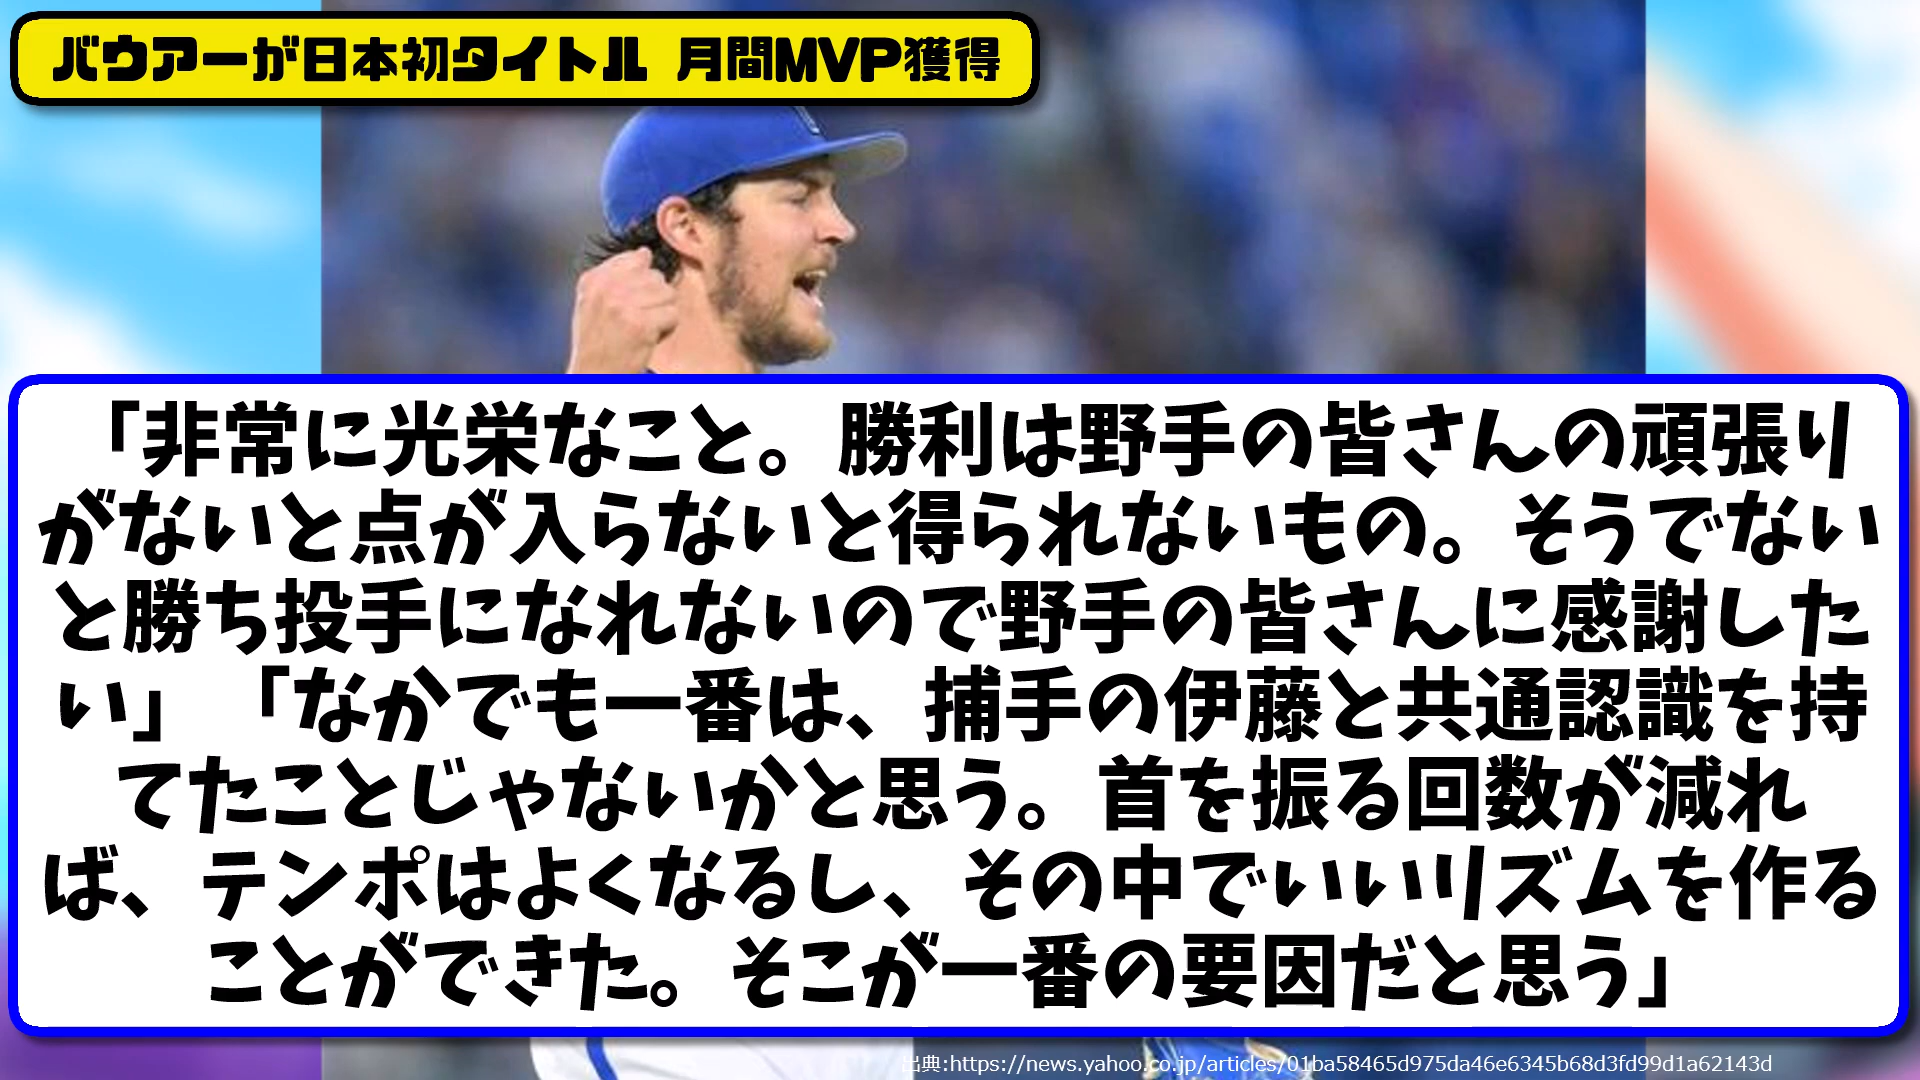 バウアーが日本初タイトル 月間MVP獲得
「非常に光栄なこと。勝利は野手の皆さんの頑張り
がないと点が入らないと得られないもの。そうでない
と勝ち投手になれないので野手の皆さんに感謝した
い」「なかでも一番は、捕手の伊藤と共通認識を持
てたことじゃないかと思う。首を振る回数が減れ
ば、テンポはよくなるし、その中でいいリズムを作る
ことができた。そこが一番の要因だと思う」
出典:https://news.yahoo.co.jp/articles/01ba58465d975da46e6345b68d3fd99d1a62143d